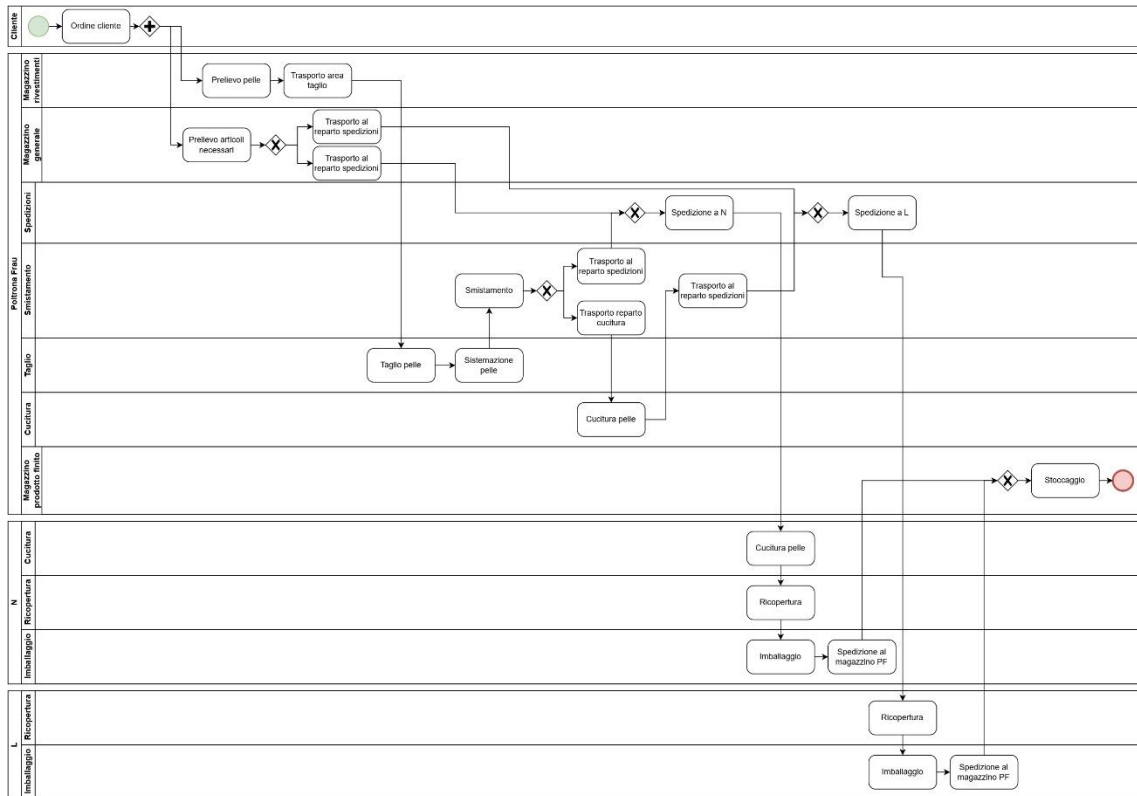 Cliente
Ordine cliente
Poltrona Frau
Magazzino
rivestimenti
Prelievo pelle
Trasporto area
taglio
Magazzino
generale
Prelievo articoli
necessari
Trasporto al
reparto spedizioni
Trasporto al
reparto spedizioni
Spedizioni
Spedizione a N
Spedizione a L
Smistamento
Smistamento
Trasporto al
reparto spedizioni
Trasporto reparto
cucitura
Trasporto al
reparto spedizioni
Taglio
Taglio pelle
Sistemazione
pelle
Cucitura
Cucitura pelle
Magazzino
prodotto finito
Stoccaggio
N
Cucitura
Cucitura pelle
Ricopertura
Ricopertura
Imballaggio
Imballaggio
Spedizione al
magazzino PF
L
Ricopertura
Ricopertura
Imballaggio
Imballaggio
Spedizione al
magazzino PF